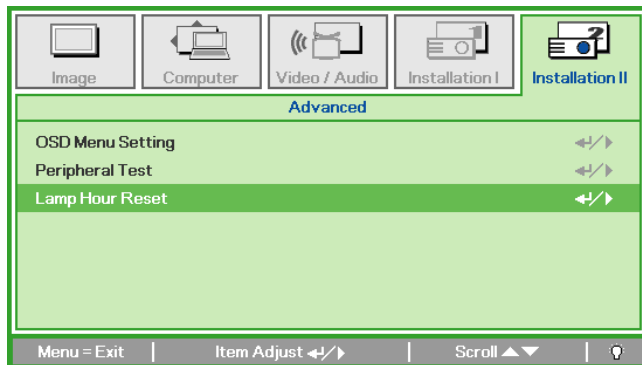 Image Computer Video / Audio Installation I Installation II
Advanced
OSD Menu Setting
Peripheral Test
Lamp Hour Reset
Menu = Exit Item Adjust Scroll